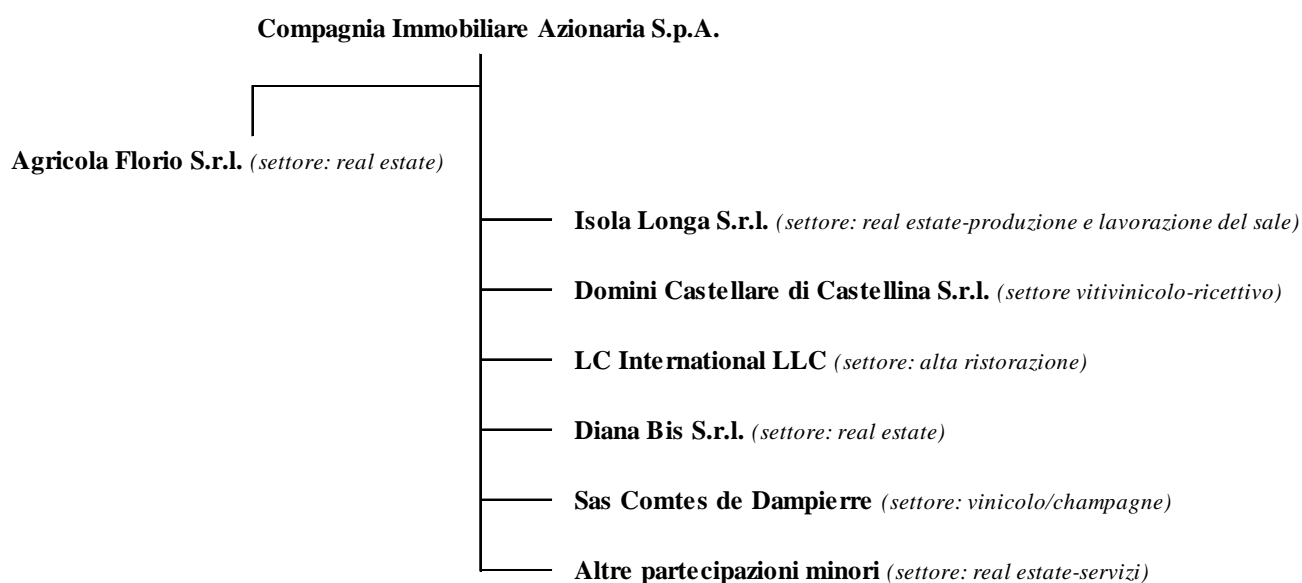 Compagnia Immobiliare Azionaria S.p.A.
Agricola Florio S.r.l. (settore: real estate)
Isola Longa S.r.l. (settore: real estate-produzione e lavorazione del sale)
Domini Castellare di Castellina S.r.l. (settore vitivinicolo-ricettivo)
LC International LLC (settore: alta ristorazione)
Diana Bis S.r.l. (settore: real estate)
Sas Comtes de Dampierre (settore: vinicolo/champagne)
Altre partecipazioni minori (settore: real estate-servizi)